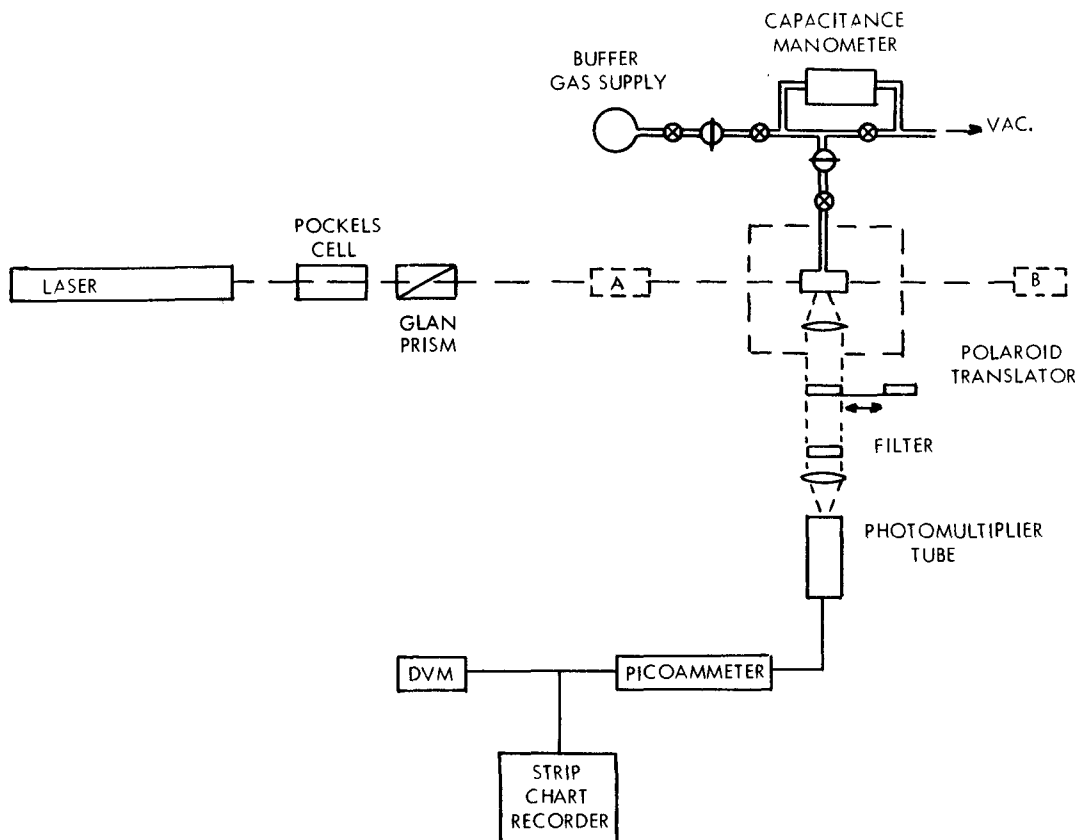 CAPACITANCE
MANOMETER
BUFFER
GAS SUPPLY
VAC.
POCKELS
CELL
LASER
A
B
GLAN
PRISM
POLAROID
TRANSLATOR
FILTER
PHOTOMULTIPLIER
TUBE
DVM
PICOAMMETER
STRIP
CHART
RECORDER